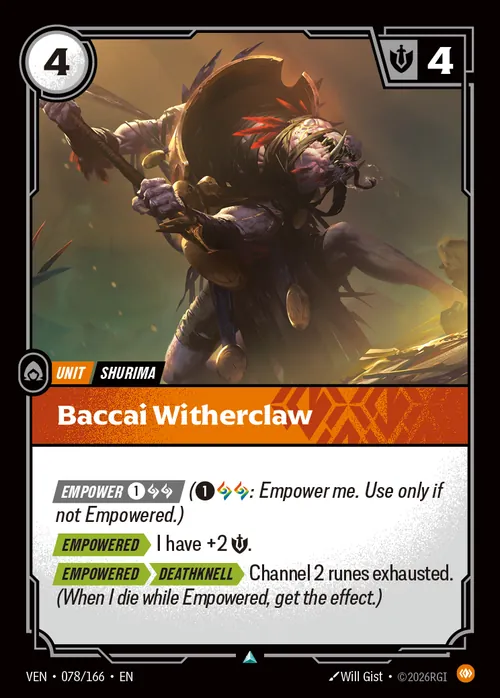 4
4
UNIT SHURIMA
Baccai Witherclaw
EMPOWER 1 (1: Empower me. Use only if
not Empowered.)
EMPOWERED I have +2.
EMPOWERED DEATHKNELL Channel 2 runes exhausted.
(When I die while Empowered, get the effect.)
VEN • 078/166 • EN
Will Gist • ©2026RGI